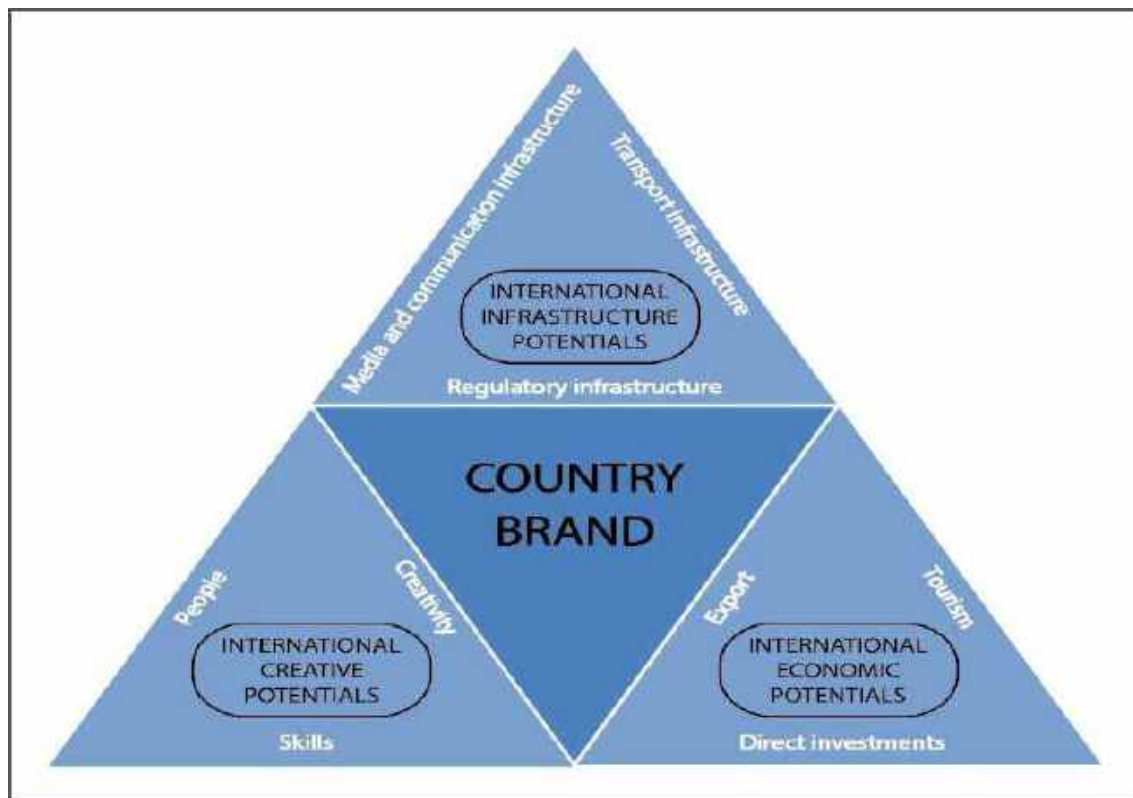 Media and communication infrastructure
Transport infrastructure
INTERNATIONAL
INFRASTRUCTURE
POTENTIALS
Regulatory infrastructure
COUNTRY
BRAND
People
Creativity
INTERNATIONAL
CREATIVE
POTENTIALS
Skills
Export
Tourism
INTERNATIONAL
ECONOMIC
POTENTIALS
Direct investments